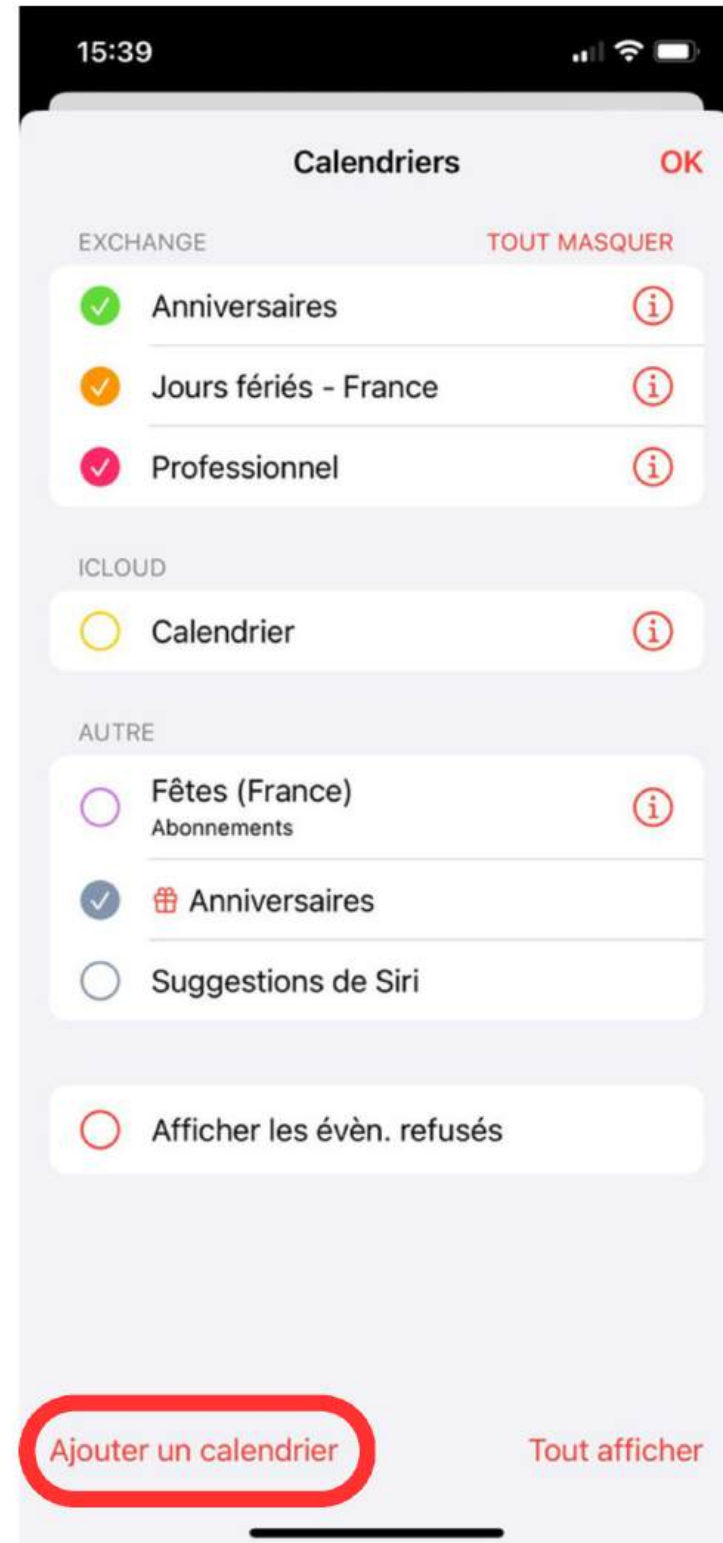 15:39
Calendriers OK
EXCHANGE TOUT MASQUER
Anniversaires
Jours fériés - France
Professionnel
ICLOUD
Calendrier
AUTRE
Fêtes (France)
Abonnements
Anniversaires
Suggestions de Siri
Afficher les évèn. refusés
Ajouter un calendrier Tout afficher